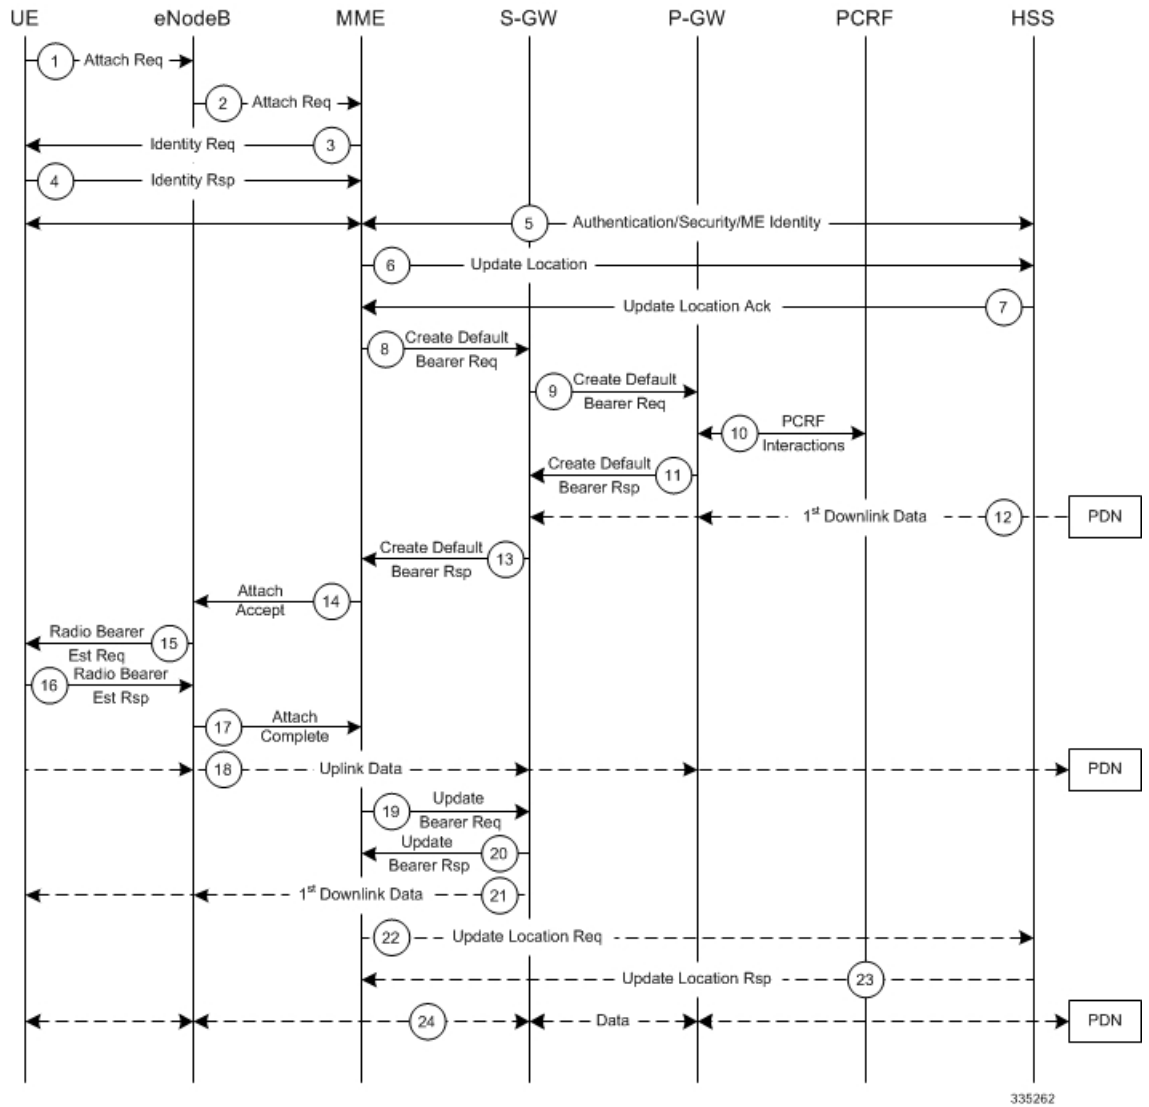 UE eNodeB MME S-GW P-GW PCRF HSS
1 Attach Req
2 Attach Req
Identity Req 3
4 Identity Rsp
5 Authentication/Security/ME Identity
6 Update Location
Update Location Ack 7
8 Create Default
Bearer Req
9 Create Default
Bearer Req
10 PCRF
Interactions
Create Default 11
Bearer Rsp
1st Downlink Data 12 PDN
Create Default 13
Bearer Rsp
Attach 14
Accept
Radio Bearer 15
Est Req
16 Radio Bearer
Est Rsp
17 Attach
Complete
18 Uplink Data PDN
19 Update
Bearer Req
Update 20
Bearer Rsp
1st Downlink Data 21
22 Update Location Req
Update Location Rsp 23
24 Data PDN
335262